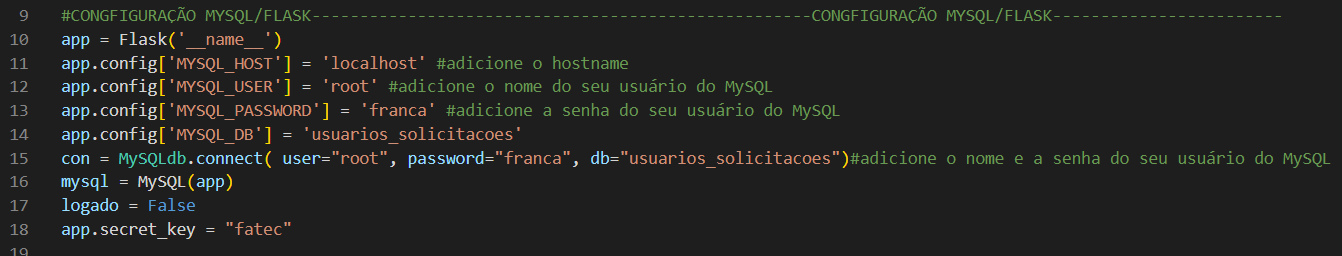 9 #CONGFIGURAÇÃO MYSQL/FLASK----------------------------------------------------CONGFIGURAÇÃO MYSQL/FLASK------------------------
10 app = Flask('__name__')
11 app.config['MYSQL_HOST'] = 'localhost' #adicione o hostname
12 app.config['MYSQL_USER'] = 'root' #adicione o nome do seu usuário do MySQL
13 app.config['MYSQL_PASSWORD'] = 'franca' #adicione a senha do seu usuário do MySQL
14 app.config['MYSQL_DB'] = 'usuarios_solicitacoes'
15 con = MySQLdb.connect( user="root", password="franca", db="usuarios_solicitacoes")#adicione o nome e a senha do seu usuário do MySQL
16 mysql = MySQL(app)
17 logado = False
18 app.secret_key = "fatec"
19